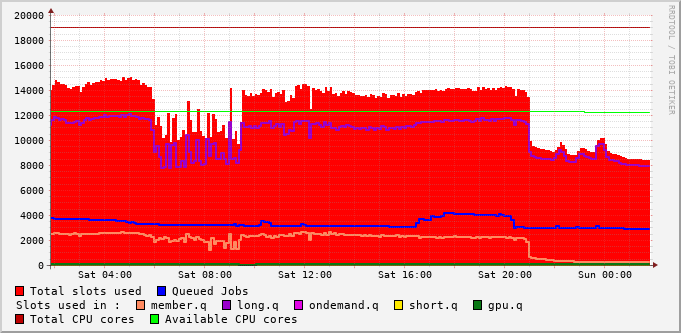 20000
18000
16000
14000
12000
10000
8000
6000
4000
2000
0
Sat 04:00 Sat 08:00 Sat 12:00 Sat 16:00 Sat 20:00 Sun 00:00
RRDTOOL / TOBI OETIKER
Total slots used Queued Jobs
Slots used in : member.q long.q ondemand.q short.q gpu.q
Total CPU cores Available CPU cores